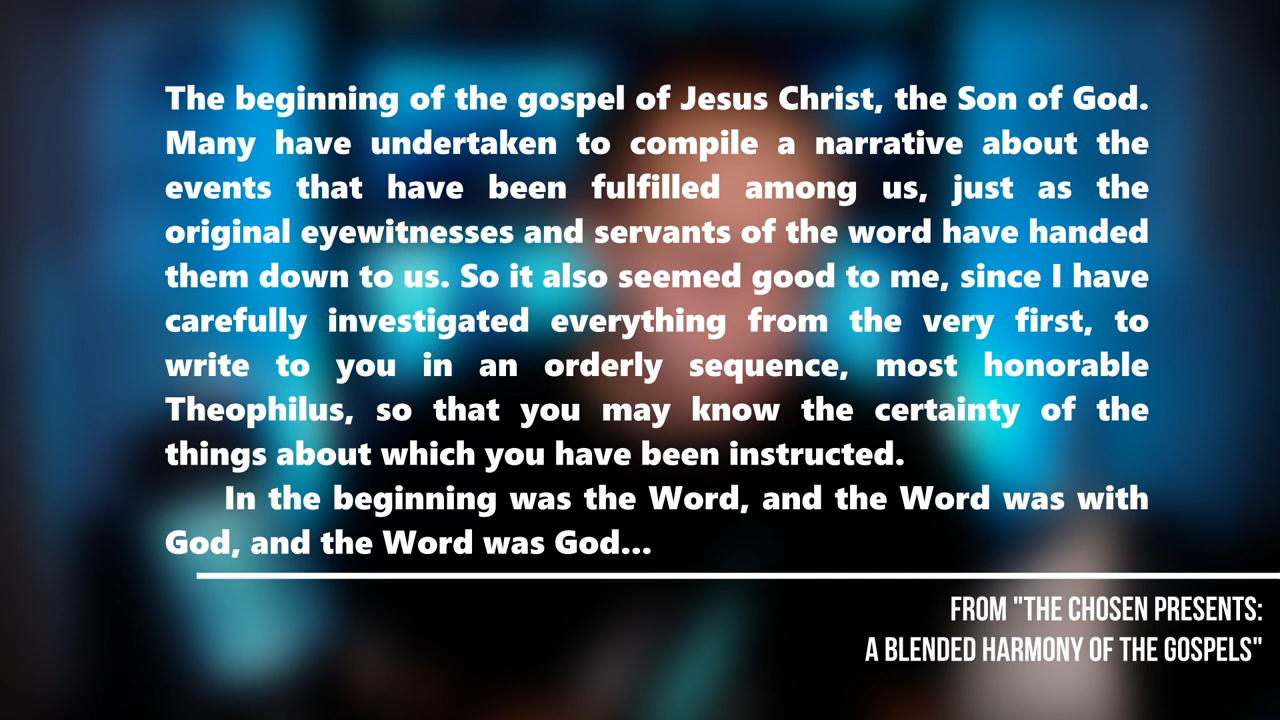 The beginning of the gospel of Jesus Christ, the Son of God.
Many have undertaken to compile a narrative about the
events that have been fulfilled among us, just as the
original eyewitnesses and servants of the word have handed
them down to us. So it also seemed good to me, since I have
carefully investigated everything from the very first, to
write to you in an orderly sequence, most honorable
Theophilus, so that you may know the certainty of the
things about which you have been instructed.
In the beginning was the Word, and the Word was with
God, and the Word was God...
FROM "THE CHOSEN PRESENTS:
A BLENDED HARMONY OF THE GOSPELS"